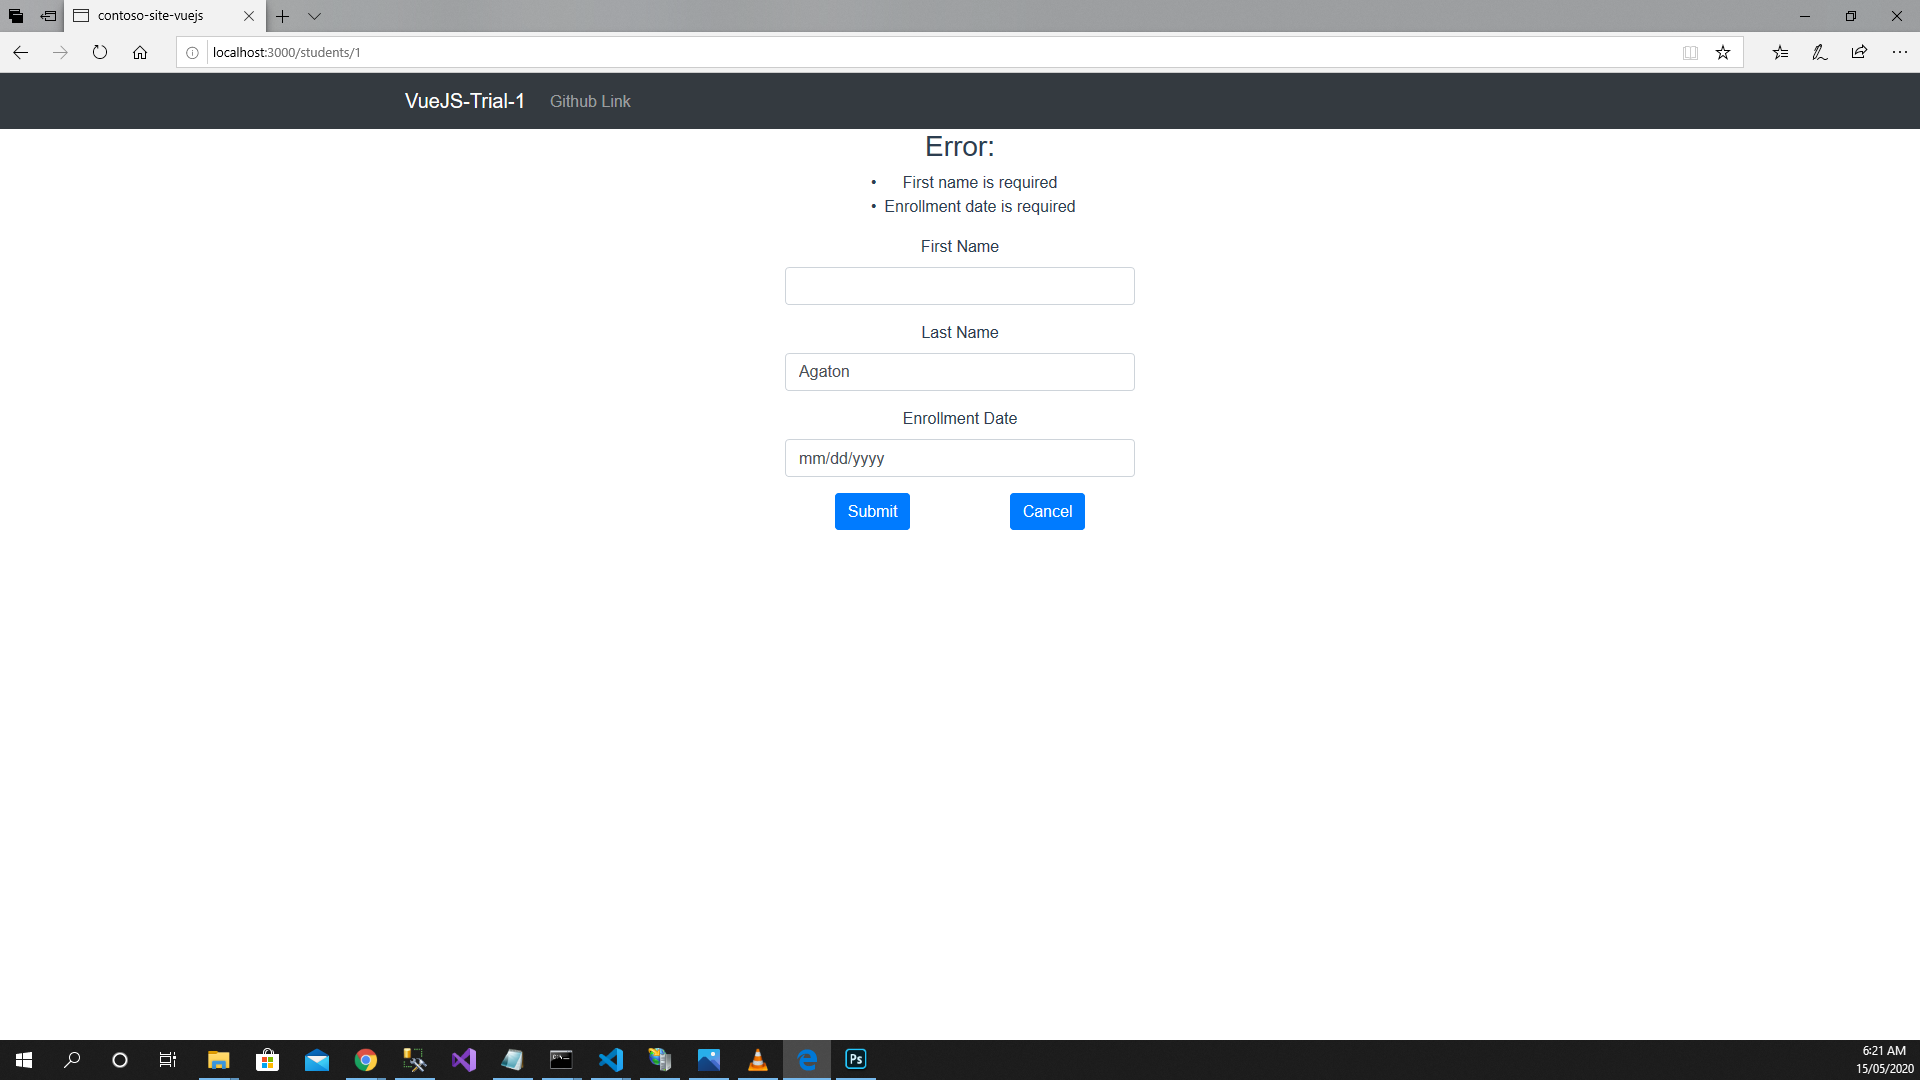 contoso-site-vuejs
localhost:3000/students/1
VueJS-Trial-1 Github Link
Error:
• First name is required
• Enrollment date is required
First Name
Last Name
Agaton
Enrollment Date
mm/dd/yyyy
Submit Cancel
Ps
6:21 AM
15/05/2020